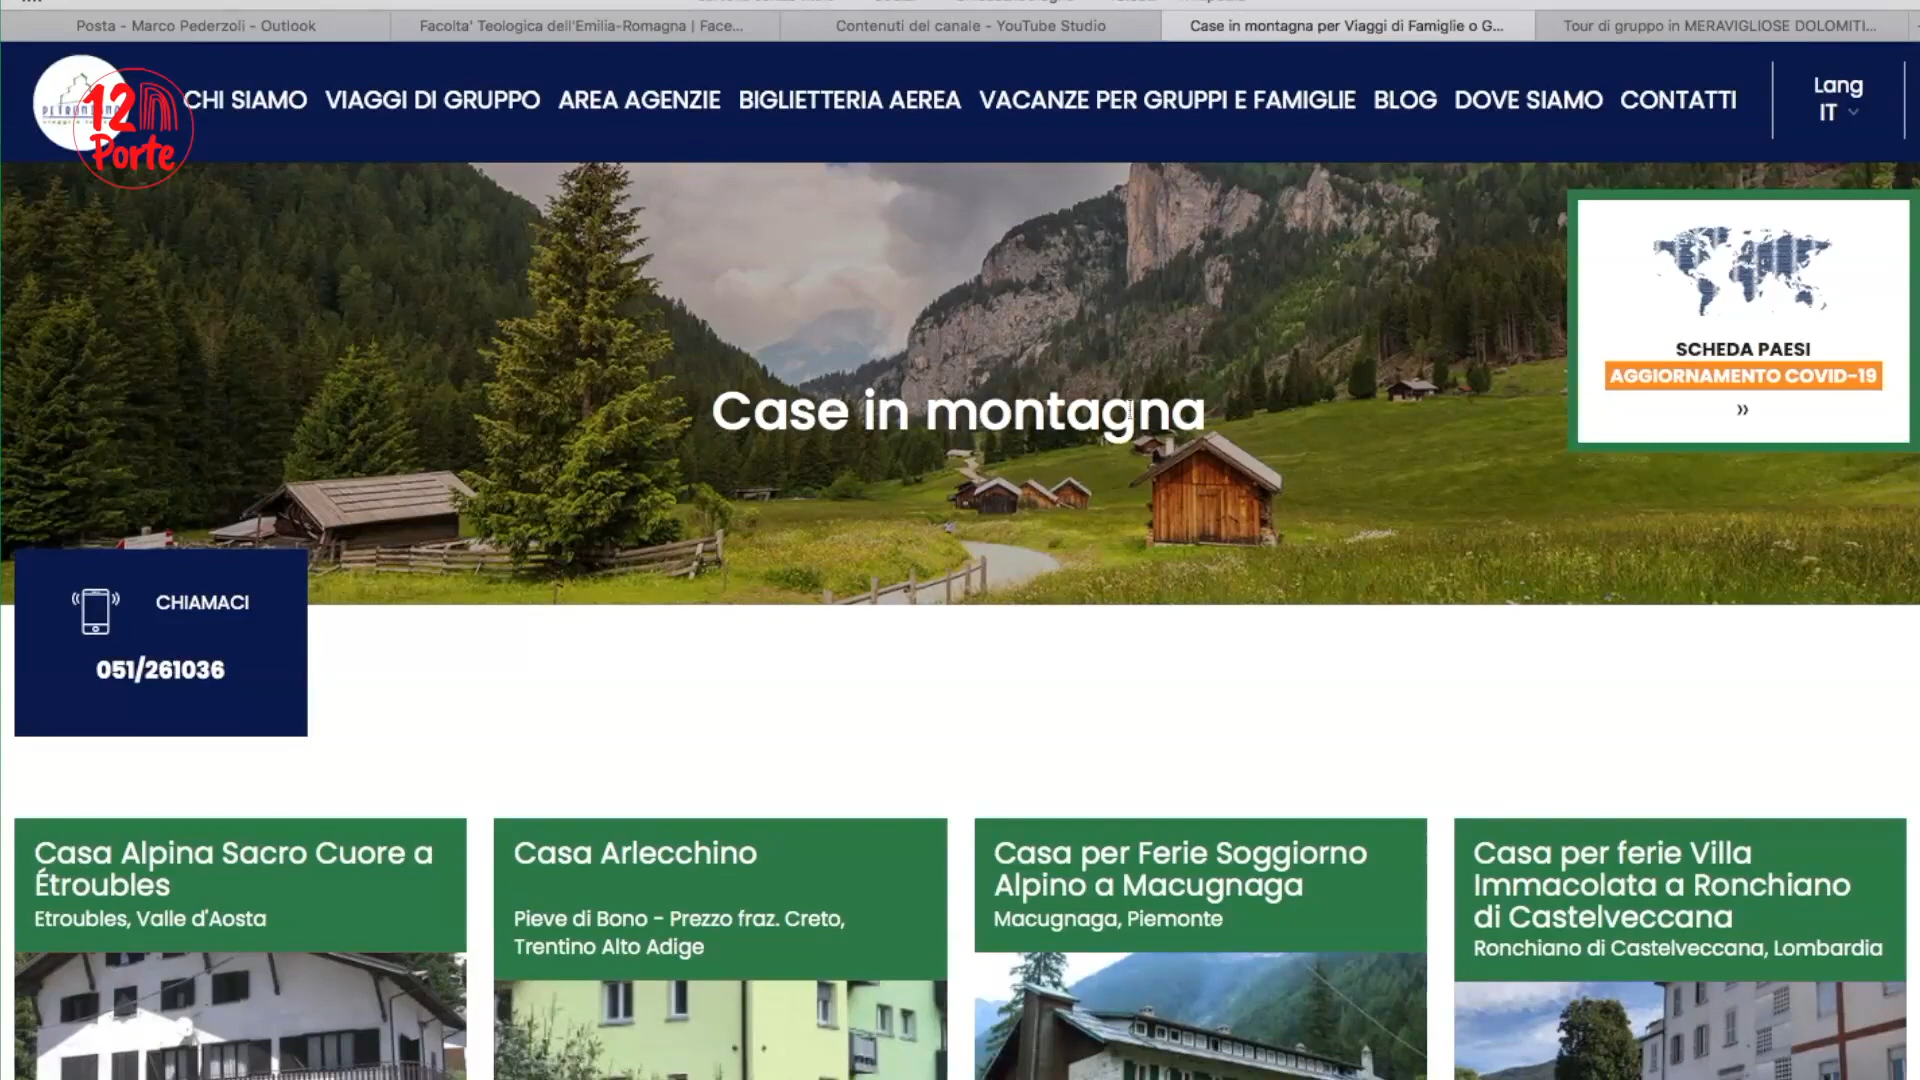 Posta - Marco Pederzoli - Outlook
Facolta' Teologica dell'Emilia-Romagna | Face...
Contenuti del canale - YouTube Studio
Case in montagna per Viaggi di Famiglie o G...
Tour di gruppo in MERAVIGLIOSE DOLOMITI...
12
Porte
CHI SIAMO
VIAGGI DI GRUPPO
AREA AGENZIE
BIGLIETTERIA AEREA
VACANZE PER GRUPPI E FAMIGLIE
BLOG
DOVE SIAMO
CONTATTI
Lang
IT
SCHEDA PAESI
AGGIORNAMENTO COVID-19
»
Case in montagna
CHIAMACI
051/261036
Casa Alpina Sacro Cuore a
Étroubles
Etroubles, Valle d'Aosta
Casa Arlecchino
Pieve di Bono - Prezzo fraz. Creto,
Trentino Alto Adige
Casa per Ferie Soggiorno
Alpino a Macugnaga
Macugnaga, Piemonte
Casa per ferie Villa
Immacolata a Ronchiano
di Castelveccana
Ronchiano di Castelveccana, Lombardia